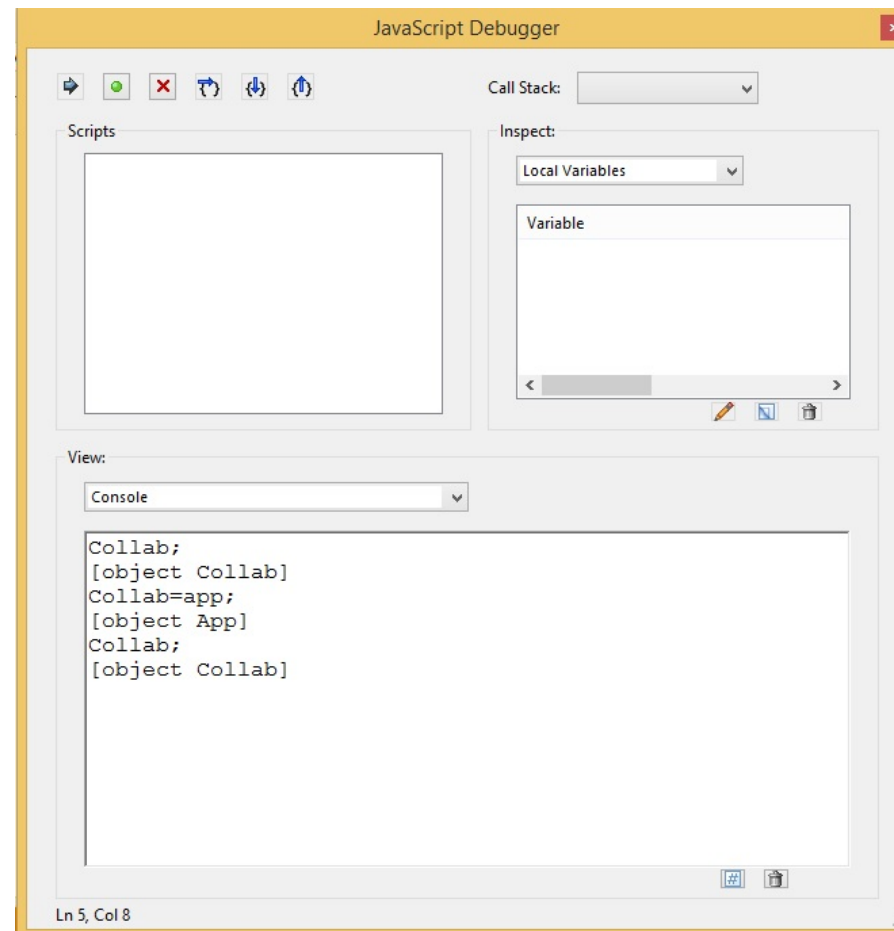 JavaScript Debugger
Call Stack:
Scripts
Inspect:
Local Variables
Variable
View:
Console
Collab;
[object Collab]
Collab=app;
[object App]
Collab;
[object Collab]
Ln 5, Col 8